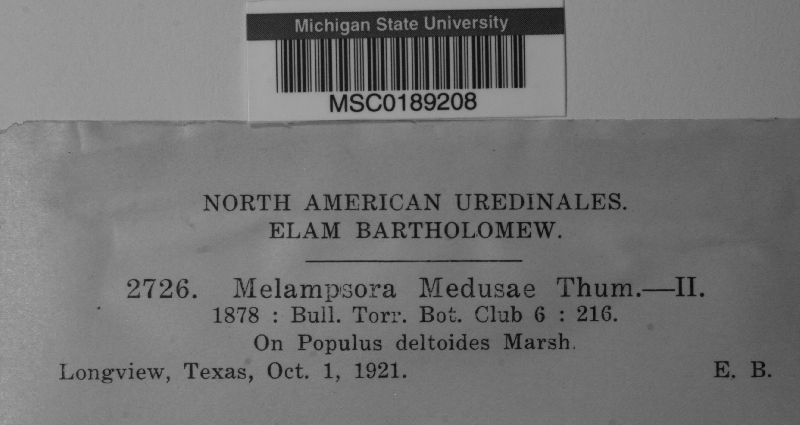 Michigan State University
MSC0189208
NORTH AMERICAN UREDINALES.
ELAM BARTHOLOMEW.
2726. Melampsora Medusae Thum.—II.
1878 : Bull. Torr. Bot. Club 6 : 216.
On Populus deltoides Marsh.
Longview, Texas, Oct. 1, 1921. E. B.